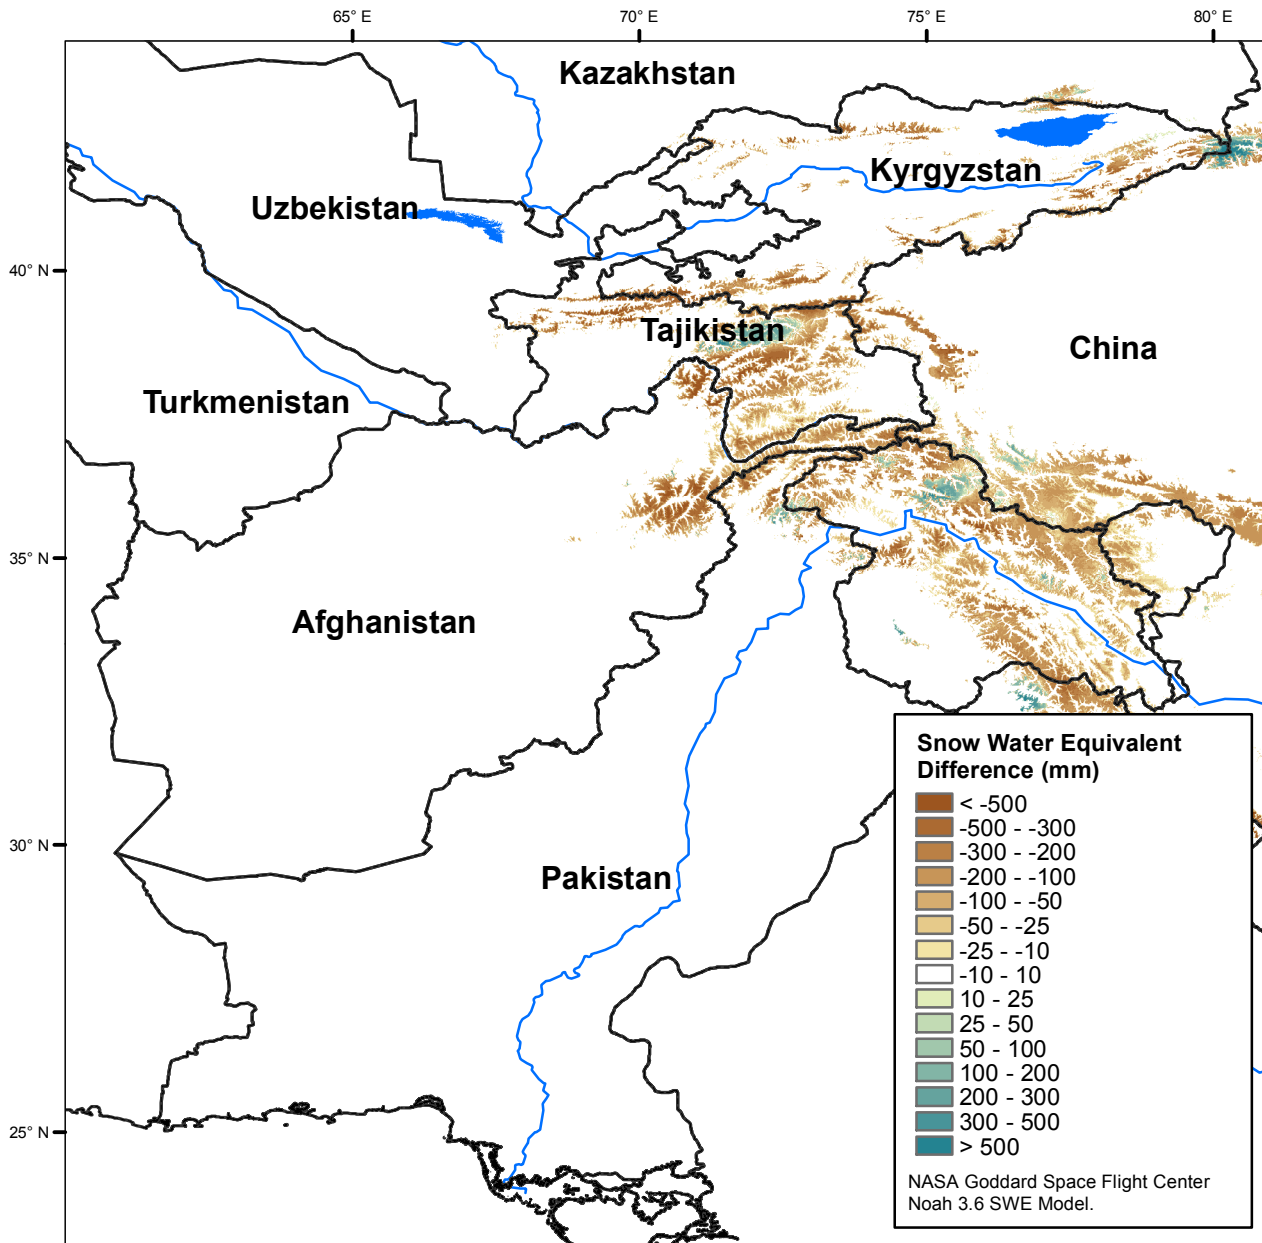 65° E 70° E 75° E 80° E
Kazakhstan
Kyrgyzstan
Uzbekistan
40° N
Tajikistan
China
Turkmenistan
35° N
Afghanistan
Snow Water Equivalent
Difference (mm)
< -500
-500 - -300
-300 - -200
-200 - -100
-100 - -50
-50 - -25
-25 - -10
-10 - 10
10 - 25
25 - 50
50 - 100
100 - 200
200 - 300
300 - 500
> 500
30° N
Pakistan
25° N
NASA Goddard Space Flight Center
Noah 3.6 SWE Model.